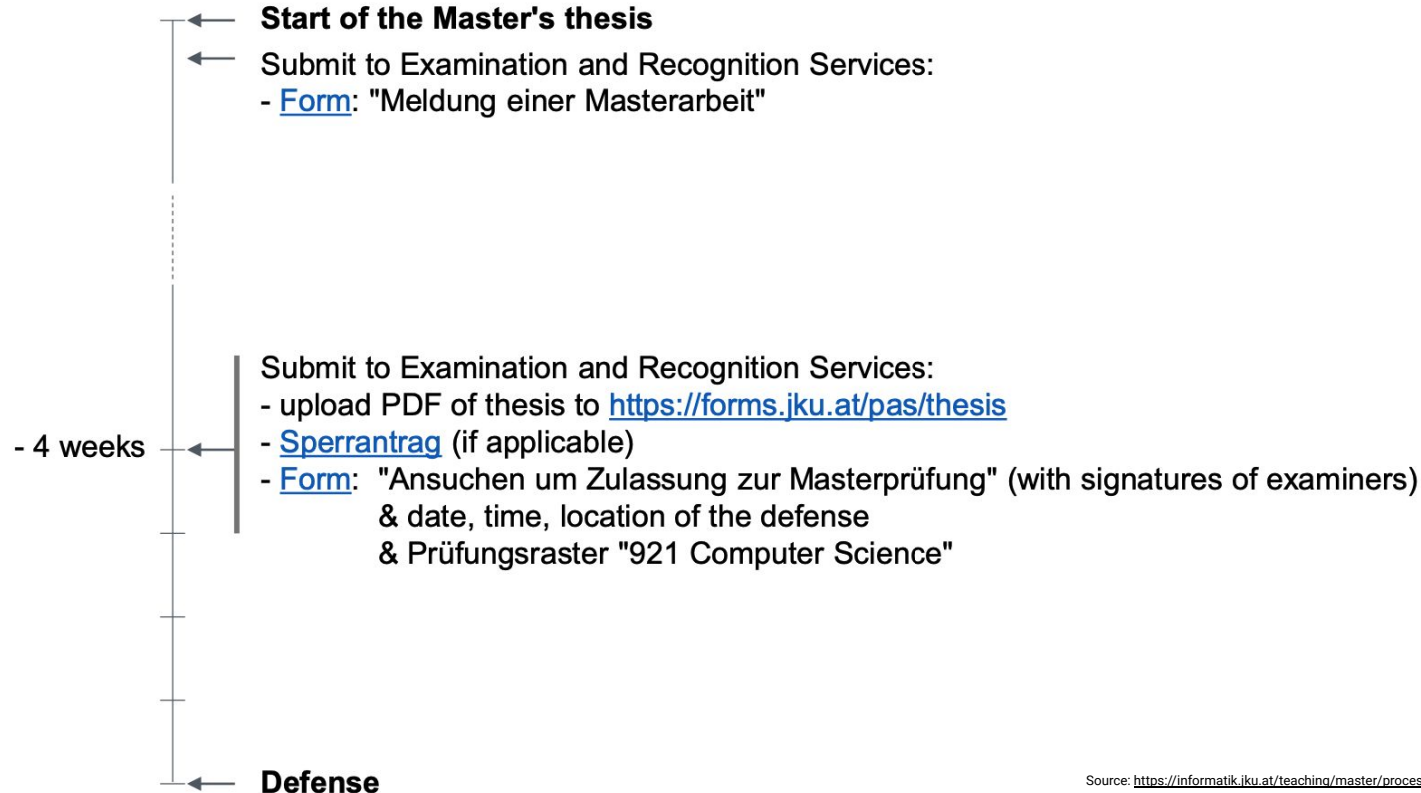 Start of the Master's thesis
Submit to Examination and Recognition Services:
- Form: "Meldung einer Masterarbeit"
Submit to Examination and Recognition Services:
- upload PDF of thesis to https://forms.jku.at/pas/thesis
- 4 weeks
- Sperrantrag (if applicable)
- Form: "Ansuchen um Zulassung zur Masterprüfung" (with signatures of examiners)
& date, time, location of the defense
& Prüfungsraster "921 Computer Science"
Defense
Source: https://informatik.jku.at/teaching/master/proces